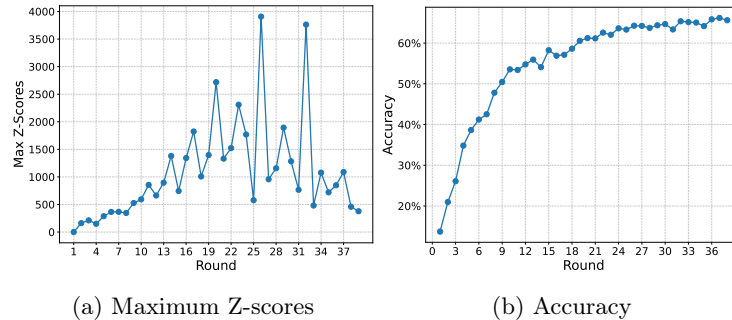 4000
3500
3000
2500
2000
1500
1000
500
0
Max Z-Scores
1 4 7 10 13 16 19 22 25 28 31 34 37
Round
(a) Maximum Z-scores
60%
50%
40%
30%
20%
Accuracy
0 3 6 9 12 15 18 21 24 27 30 33 36
Round
(b) Accuracy